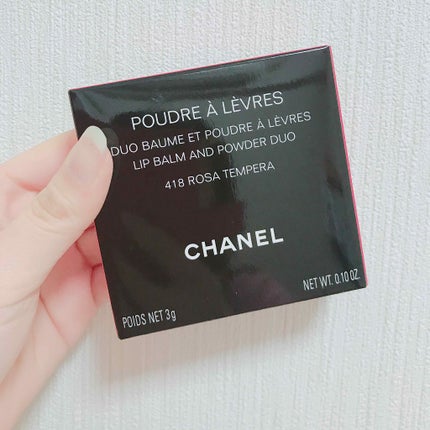 POUDRE À LÈVRES
DUO BAUME ET POUDRE À LÈVRES
LIP BALM AND POWDER DUO
418 ROSA TEMPERA
CHANEL
POIDS NET 3g
NET WT. 0.10 OZ.